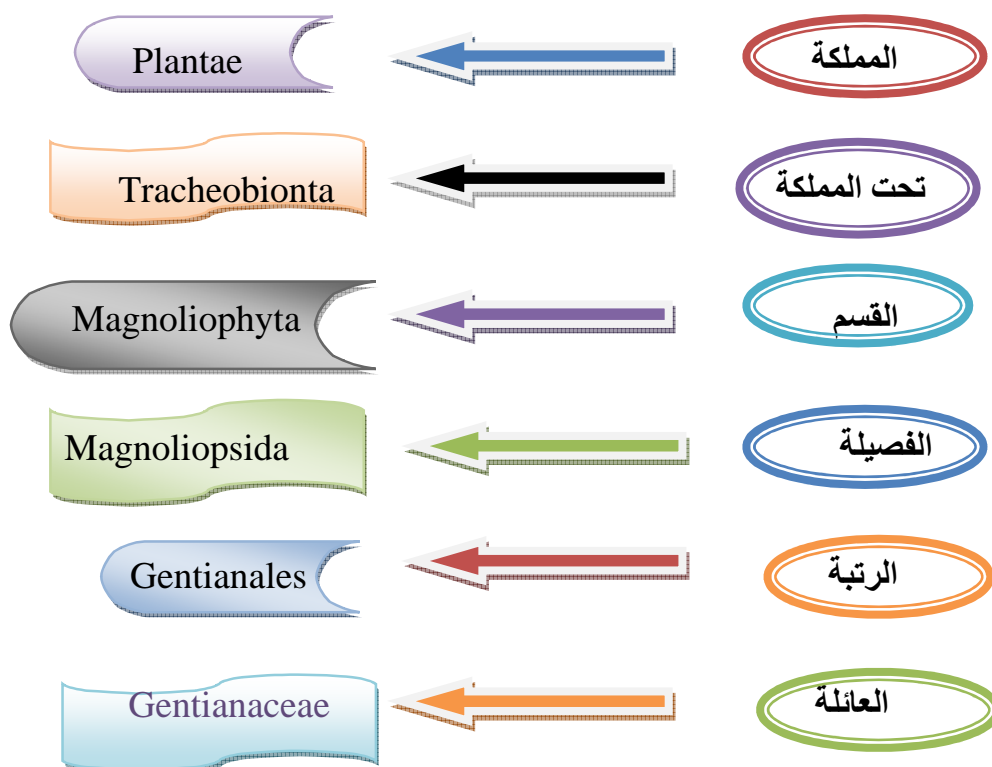 المملكة
Plantae
تحت المملكة
Tracheobionta
القسم
Magnoliophyta
الفصيلة
Magnoliopsida
الرتبة
Gentianales
العائلة
Gentianaceae